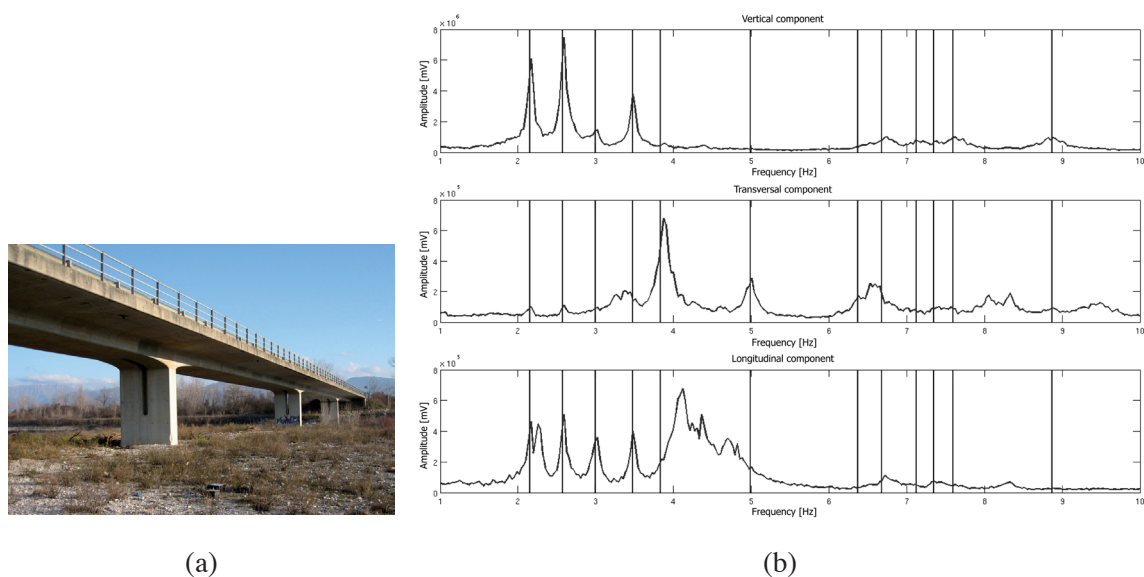 Vertical component
× 10⁶
8
6
4
2
0
Amplitude [mV]
1 2 3 4 5 6 7 8 9 10
Frequency [Hz]
Transversal component
× 10⁵
8
6
4
2
0
Amplitude [mV]
1 2 3 4 5 6 7 8 9 10
Frequency [Hz]
Longitudinal component
× 10⁵
8
6
4
2
0
Amplitude [mV]
1 2 3 4 5 6 7 8 9 10
Frequency [Hz]
(a) (b)